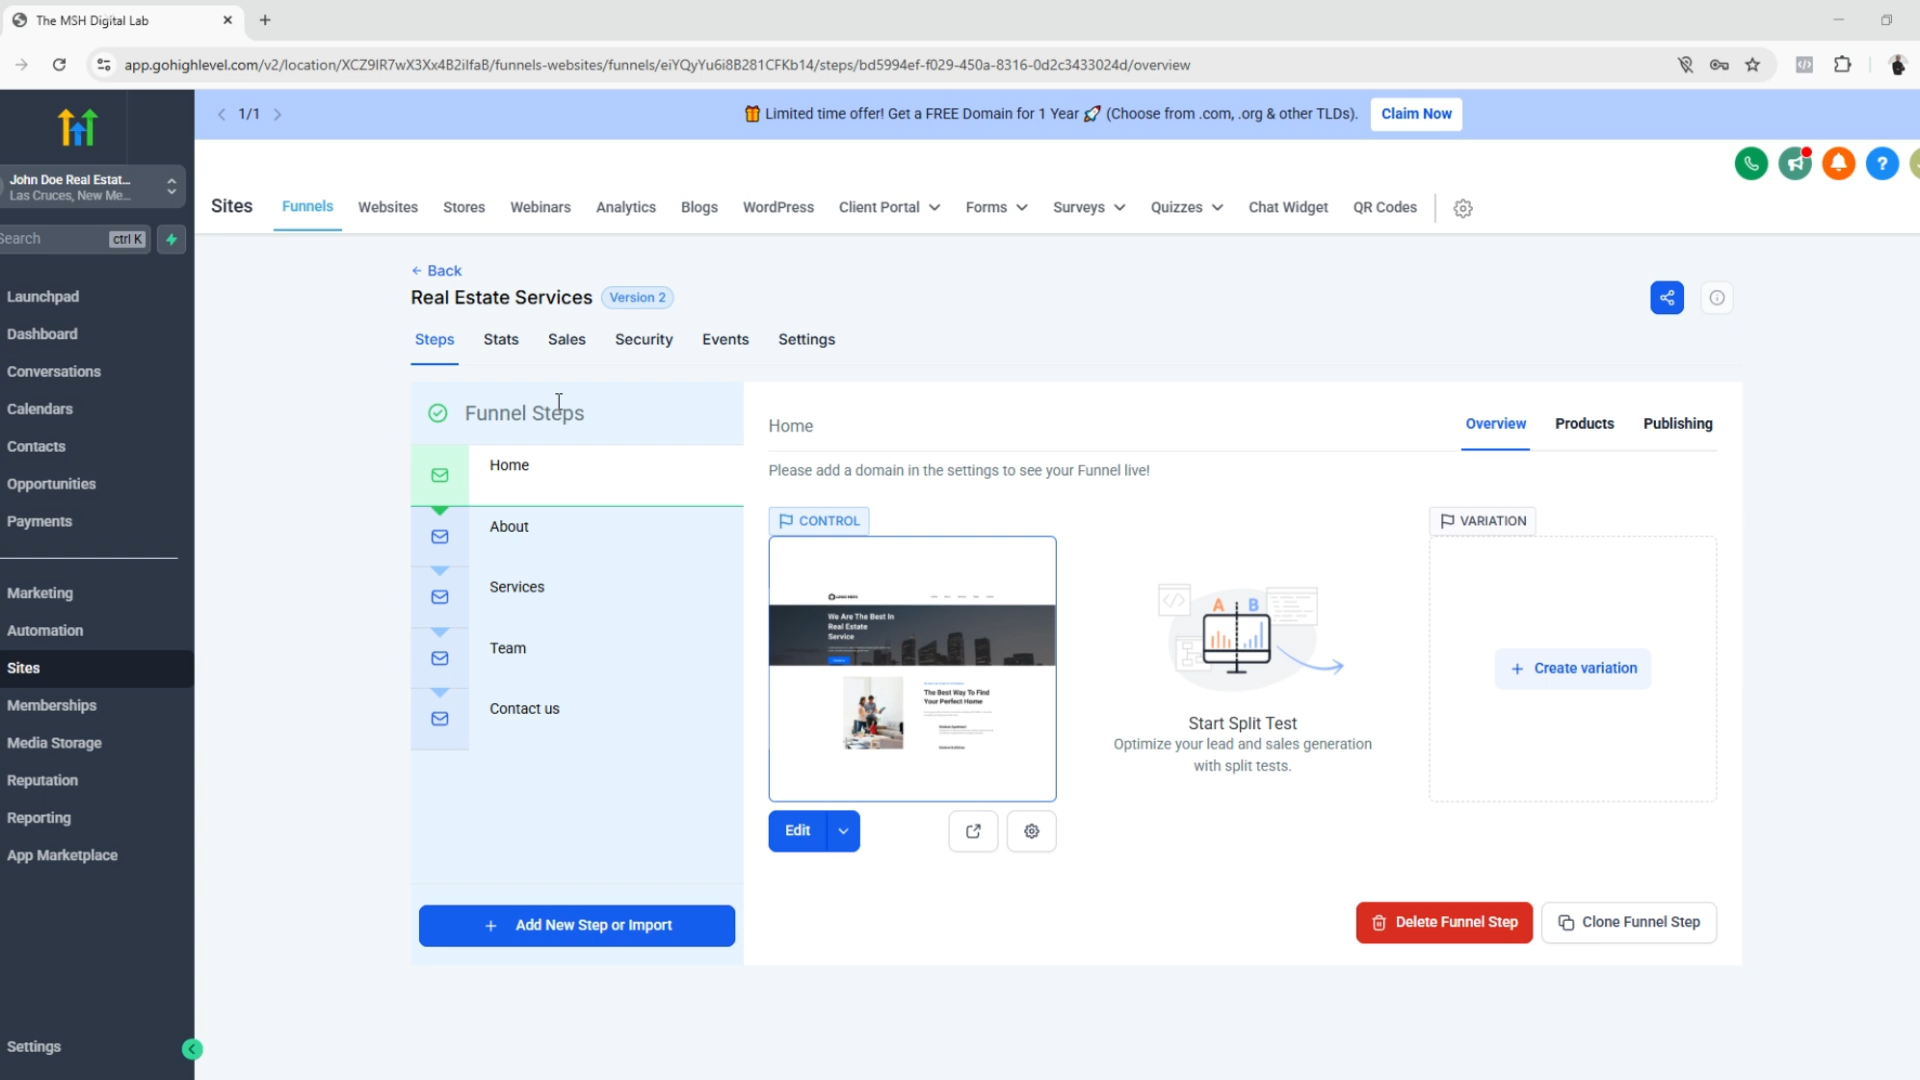 The MSH Digital Lab
app.gohighlevel.com/v2/location/XCZ9IR7wX3Xx4B2ilfaB/funnels-websites/funnels/eiYQyYu6i8B281CFKb14/steps/bd5994ef-f029-450a-8316-0d2c3433024d/overview
1/1
Limited time offer! Get a FREE Domain for 1 Year (Choose from .com, .org & other TLDs).
Claim Now
John Doe Real Estat...
Las Cruces, New Me...
Search
ctrl K
Launchpad
Dashboard
Conversations
Calendars
Contacts
Opportunities
Payments
Marketing
Automation
Sites
Memberships
Media Storage
Reputation
Reporting
App Marketplace
Settings
Sites
Funnels
Websites
Stores
Webinars
Analytics
Blogs
WordPress
Client Portal
Forms
Surveys
Quizzes
Chat Widget
QR Codes
Back
Real Estate Services
Version 2
Steps
Stats
Sales
Security
Events
Settings
Funnel Steps
Home
About
Services
Team
Contact us
Add New Step or Import
Home
Overview
Products
Publishing
Please add a domain in the settings to see your Funnel live!
CONTROL
We Are The Best In
Real Estate
Service
The Best Way To Find
Your Perfect Home
Edit
A B
Start Split Test
Optimize your lead and sales generation
with split tests.
VARIATION
Create variation
Delete Funnel Step
Clone Funnel Step